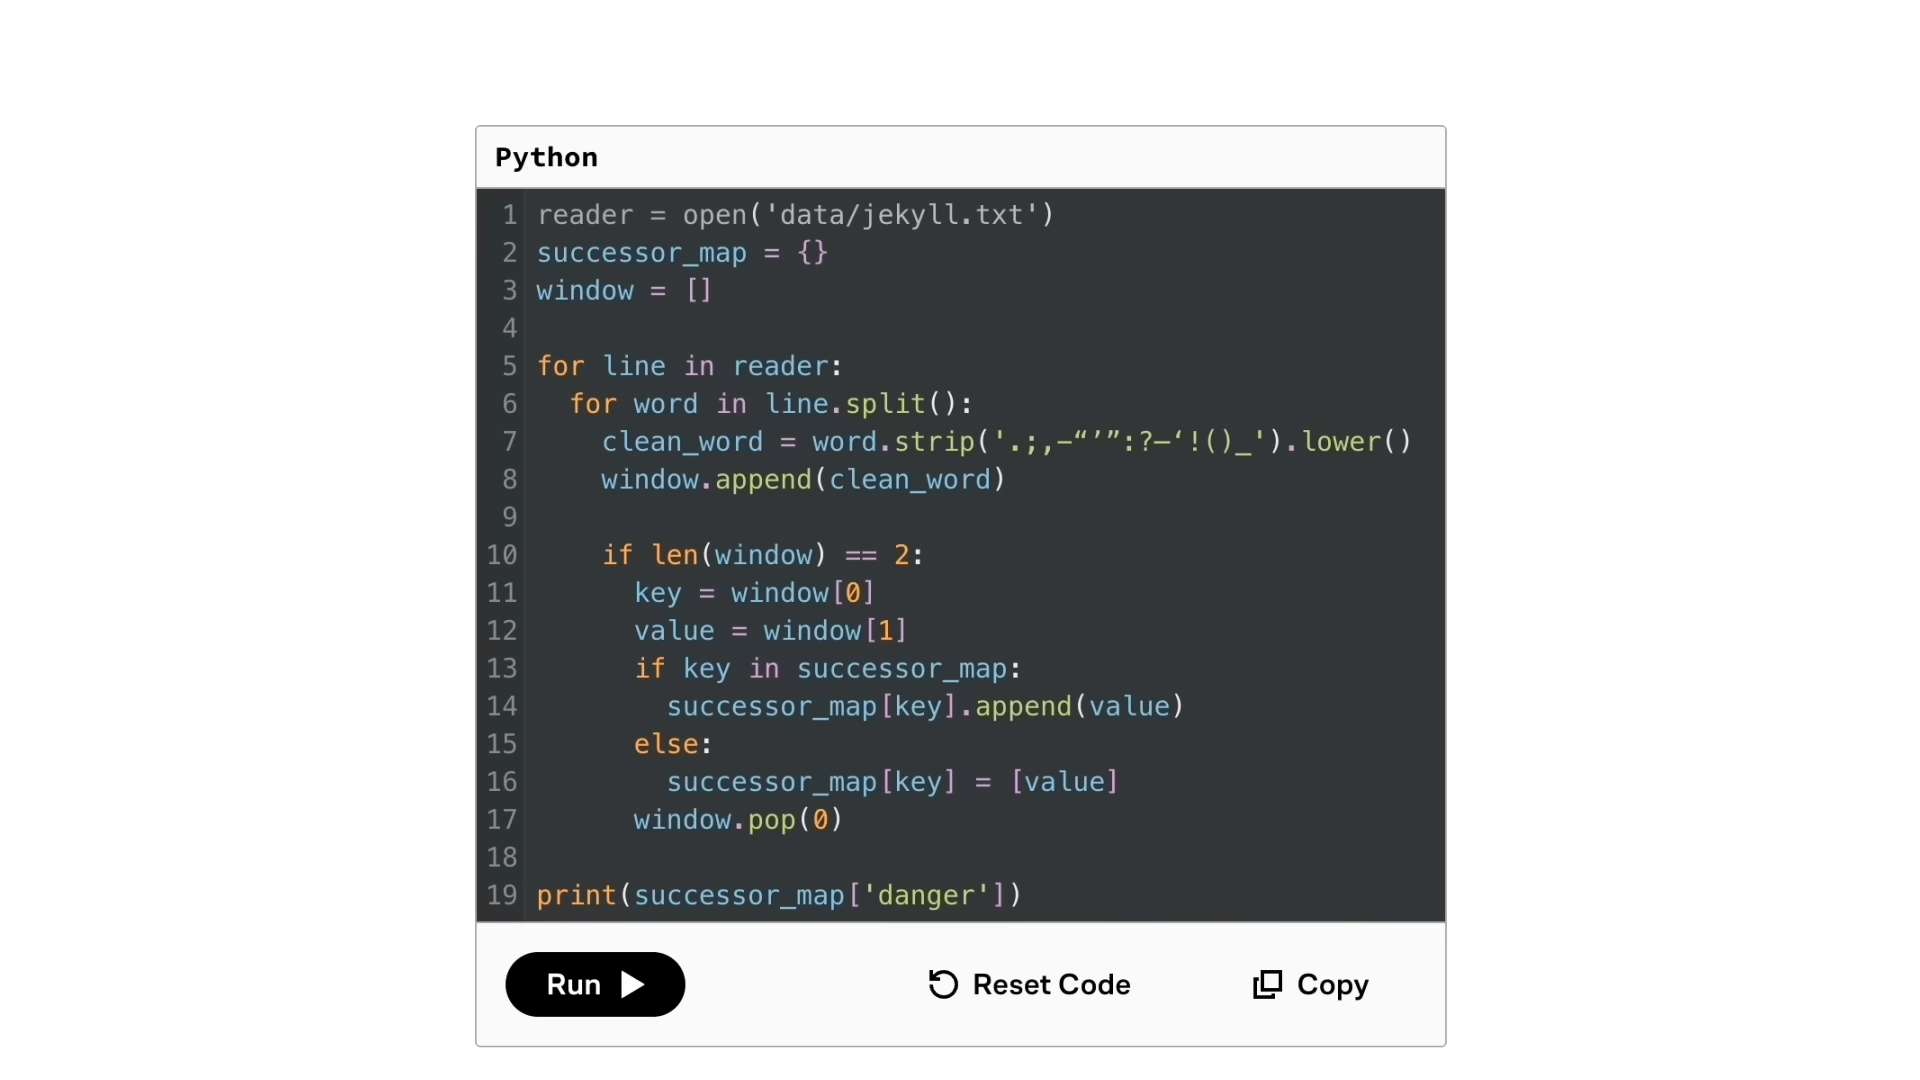 Python
1 reader = open('data/jekyll.txt')
2 successor_map = {}
3 window = []
4
5 for line in reader:
6   for word in line.split():
7     clean_word = word.strip('.;,–“’”:?—‘!()_').lower()
8     window.append(clean_word)
9
10     if len(window) == 2:
11       key = window[0]
12       value = window[1]
13       if key in successor_map:
14         successor_map[key].append(value)
15       else:
16         successor_map[key] = [value]
17       window.pop(0)
18
19 print(successor_map['danger'])
Run Reset Code Copy